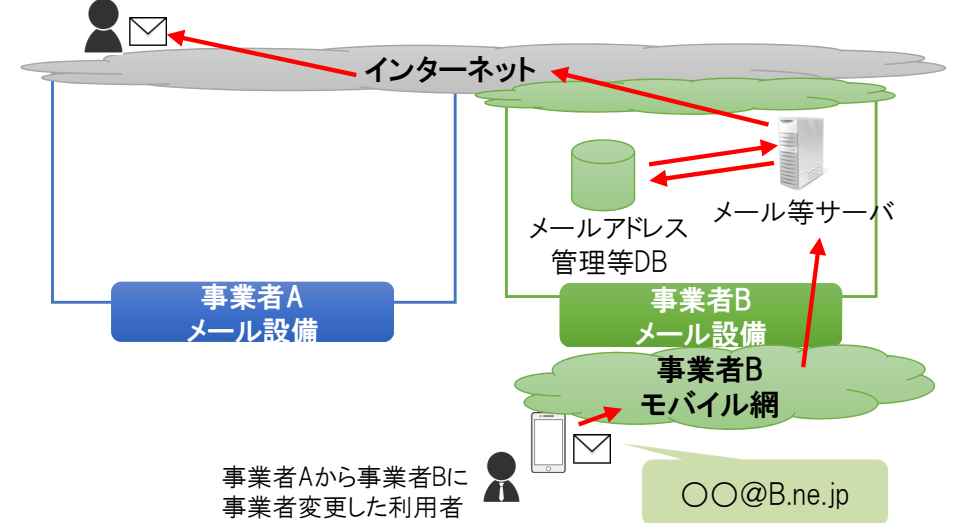 インターネット
メールアドレス
管理等DB
メール等サーバ
事業者A
メール設備
事業者B
メール設備
事業者B
モバイル網
事業者Aから事業者Bに
事業者変更した利用者
〇〇@B.ne.jp